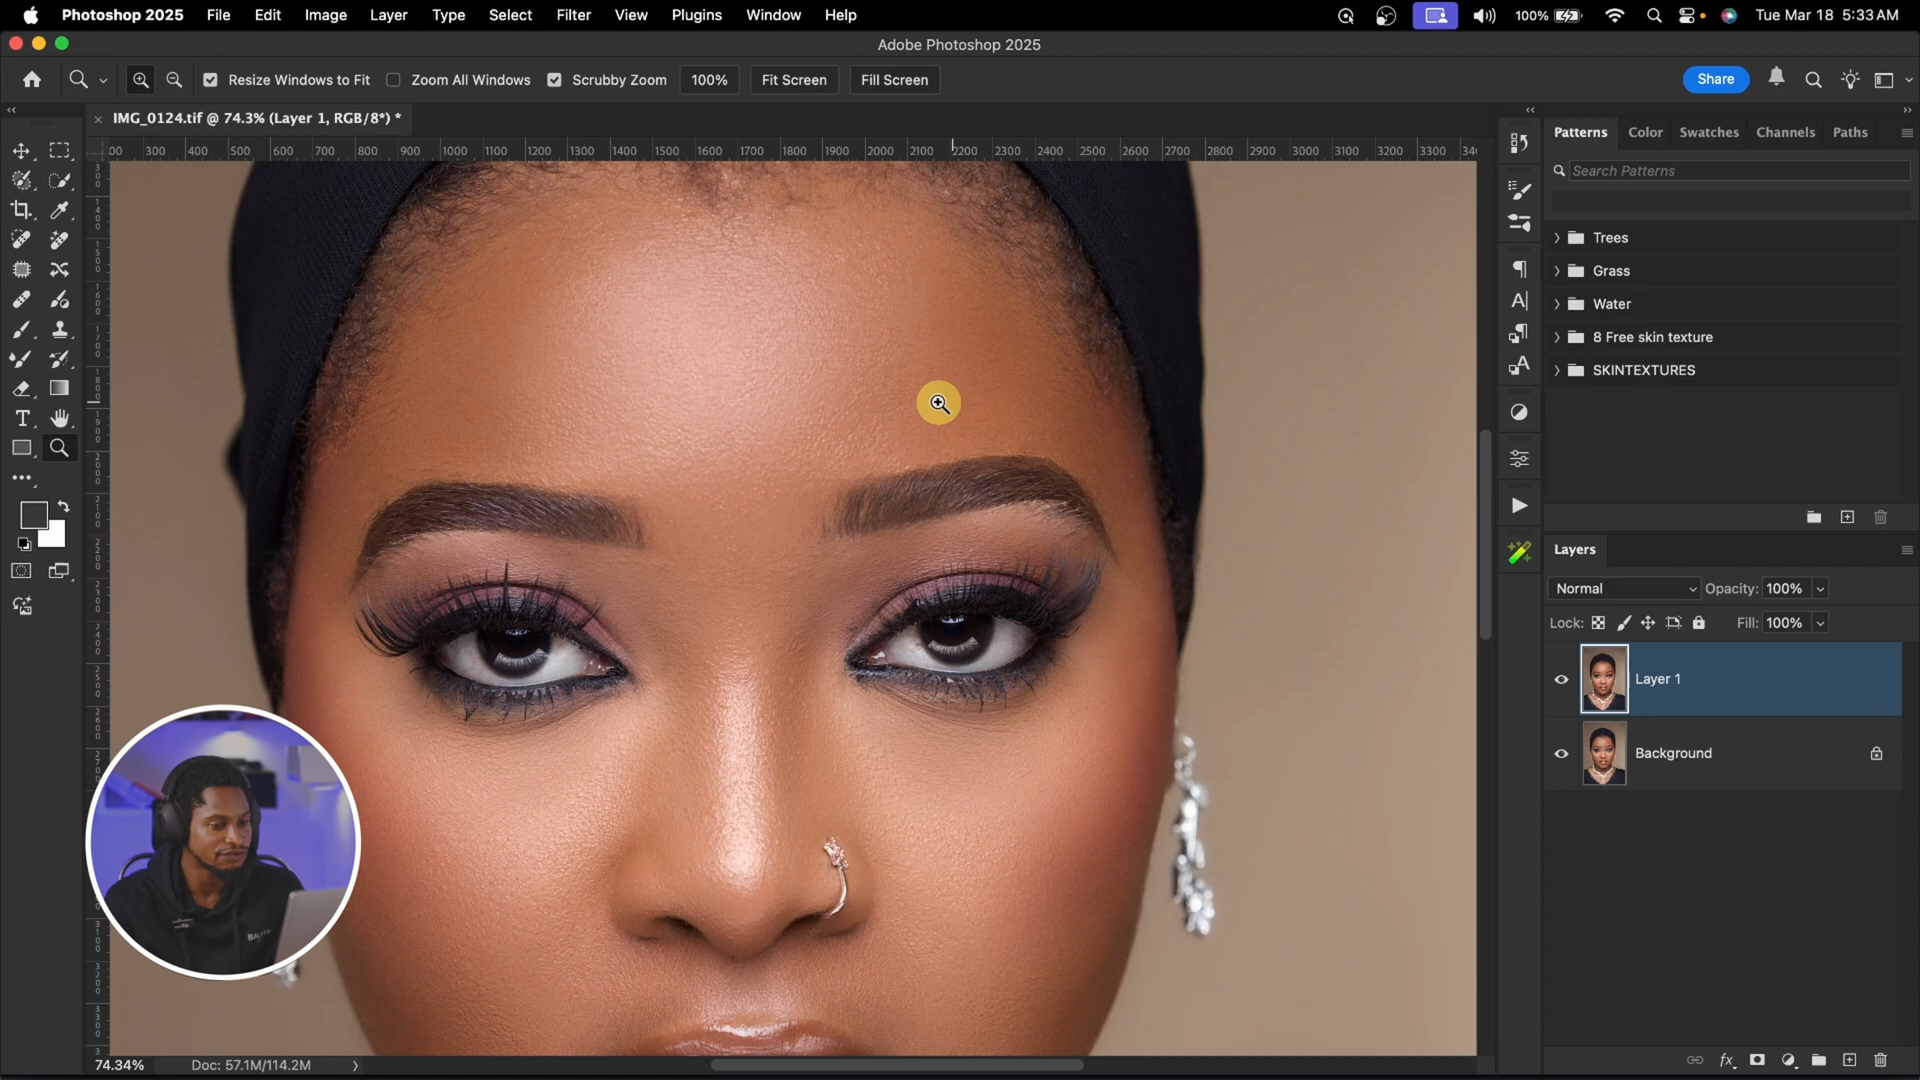 Photoshop 2025 File Edit Image Layer Type Select Filter View Plugins Window Help 100% Tue Mar 18 5:33 AM
Adobe Photoshop 2025
Resize Windows to Fit Zoom All Windows Scrubby Zoom 100% Fit Screen Fill Screen Share
IMG_0124.tif @ 74.3% (Layer 1, RGB/8*) *
300 400 500 600 700 800 900 1000 1100 1200 1300 1400 1500 1600 1700 1800 1900 2000 2100 2200 2300 2400 2500 2600 2700 2800 2900 3000 3100 3200 3300
Patterns Color Swatches Channels Paths
Search Patterns
Trees
Grass
Water
8 Free skin texture
SKINTEXTURES
Layers
Normal Opacity: 100%
Lock: Fill: 100%
Layer 1
Background
74.34% Doc: 57.1M/114.2M